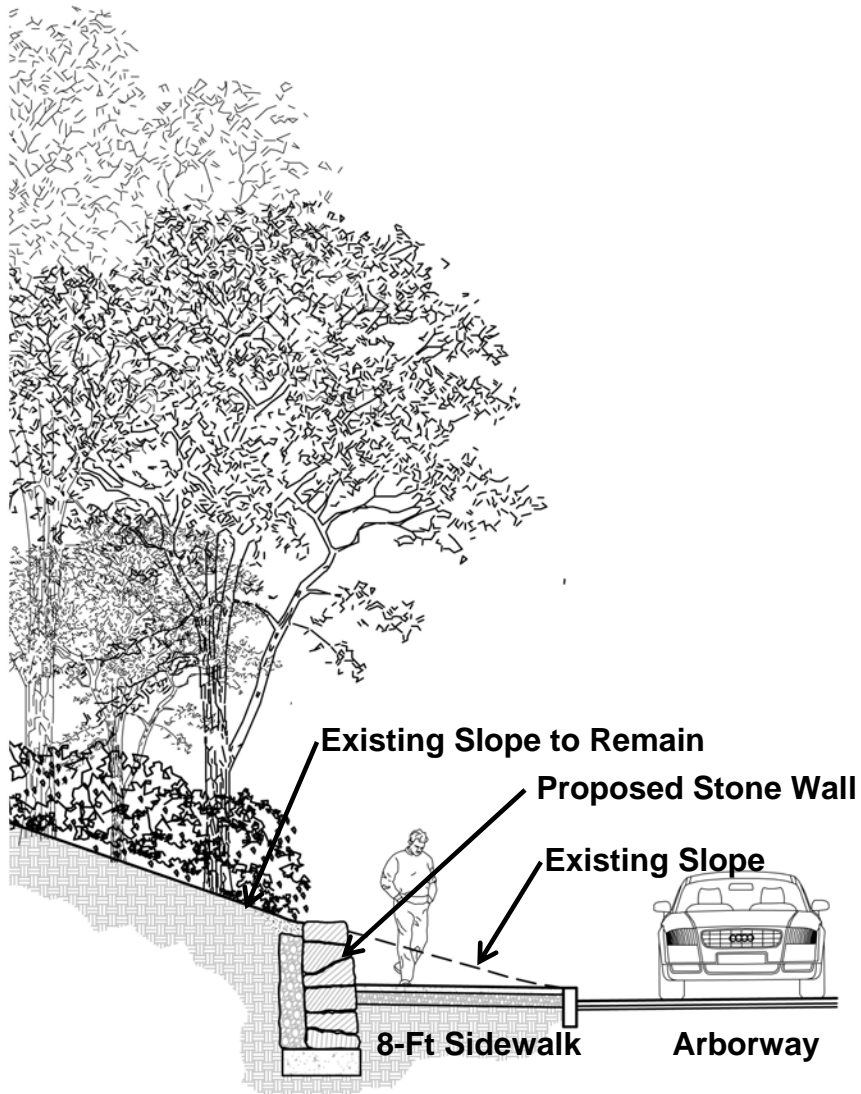 Existing Slope to Remain
Proposed Stone Wall
Existing Slope
8-Ft Sidewalk
Arborway